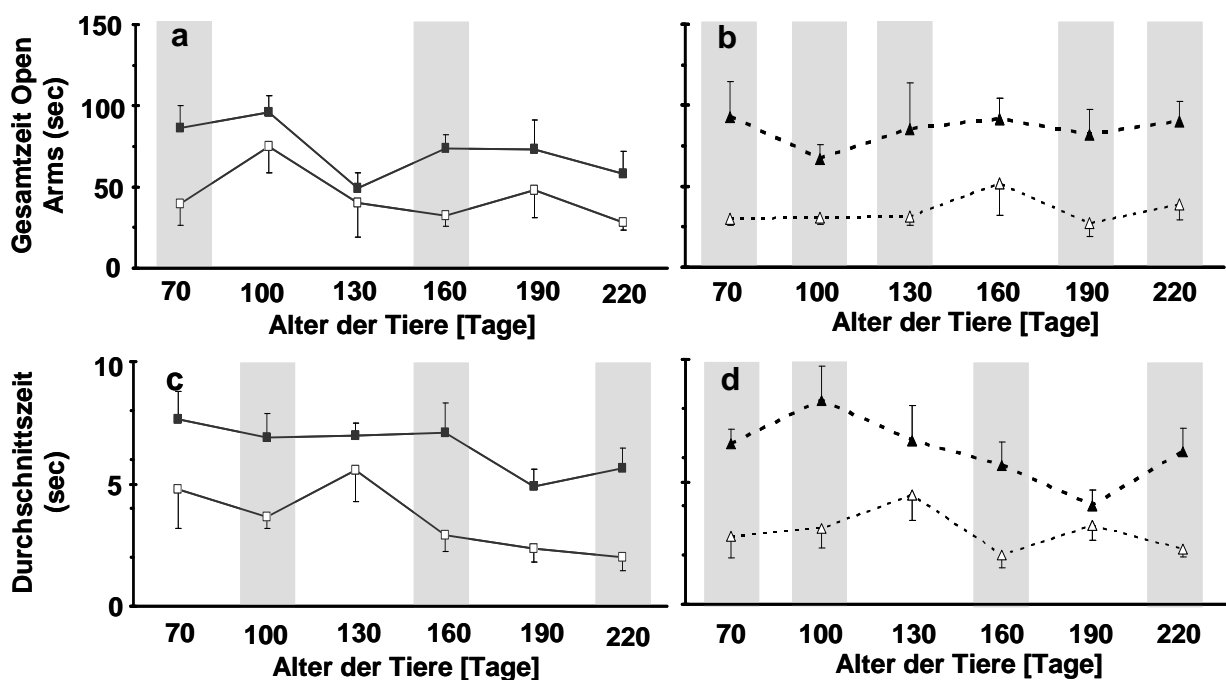 Gesamtzeit Open
Arms (sec)
150
100
50
0
a
b
70 100 130 160 190 220
Alter der Tiere [Tage]
70 100 130 160 190 220
Alter der Tiere [Tage]
Durchschnittszeit
(sec)
10
5
0
c
d
70 100 130 160 190 220
Alter der Tiere [Tage]
70 100 130 160 190 220
Alter der Tiere [Tage]